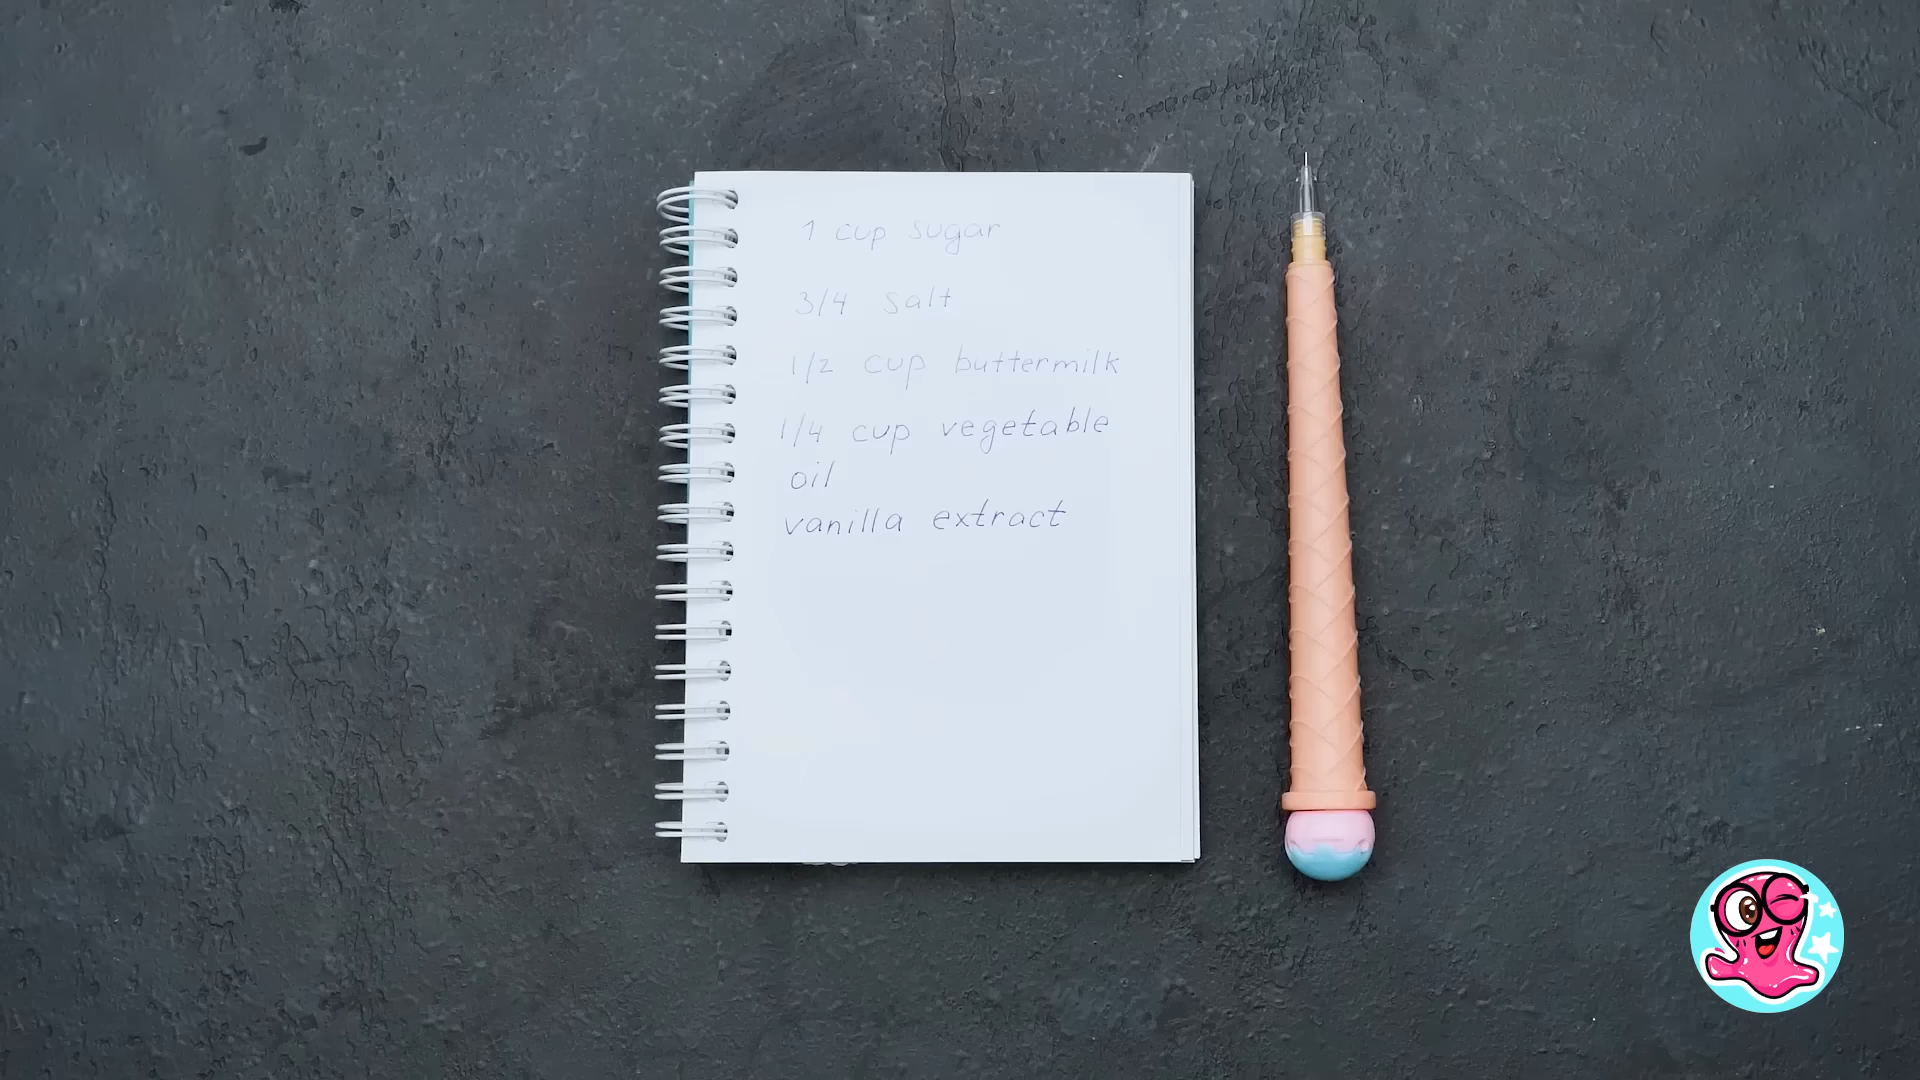 1 cup sugar
3/4 salt
1/2 cup buttermilk
1/4 cup vegetable
oil
vanilla extract